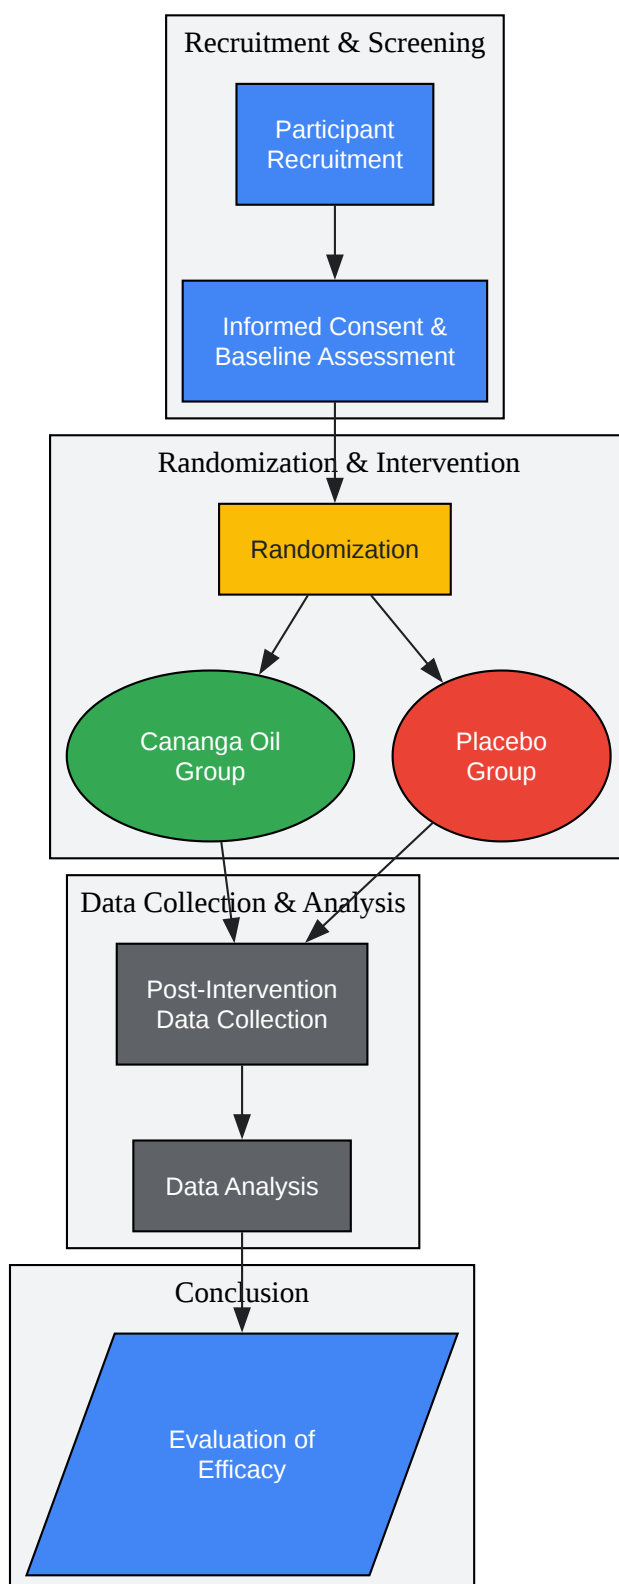 Recruitment & Screening
Participant
Recruitment
Informed Consent &
Baseline Assessment
Randomization & Intervention
Randomization
Cananga Oil
Group
Placebo
Group
Data Collection & Analysis
Post-Intervention
Data Collection
Data Analysis
Conclusion
Evaluation of
Efficacy